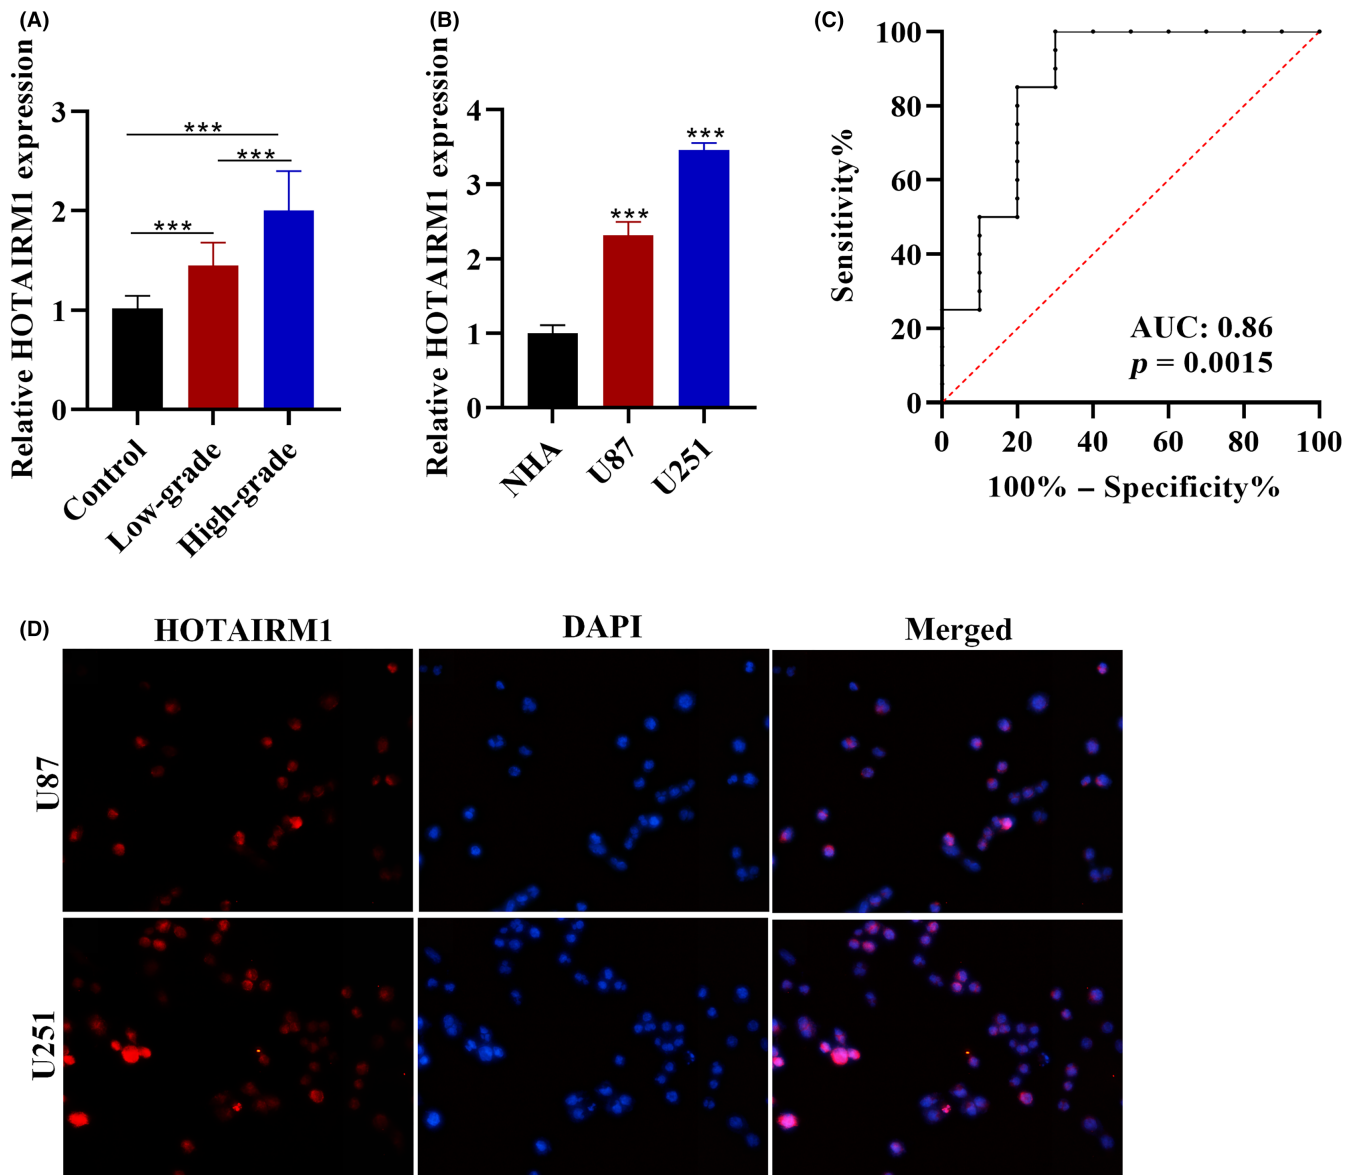 (A)
Relative HOTAIRM1 expression
3
2
1
0
***
***
***
Control
Low-grade
High-grade
(B)
Relative HOTAIRM1 expression
4
3
2
1
0
***
***
NHA
U87
U251
(C)
Sensitivity%
100
80
60
40
20
0
AUC: 0.86
p = 0.0015
0 20 40 60 80 100
100% – Specificity%
(D)
HOTAIRM1 DAPI Merged
U87
U251